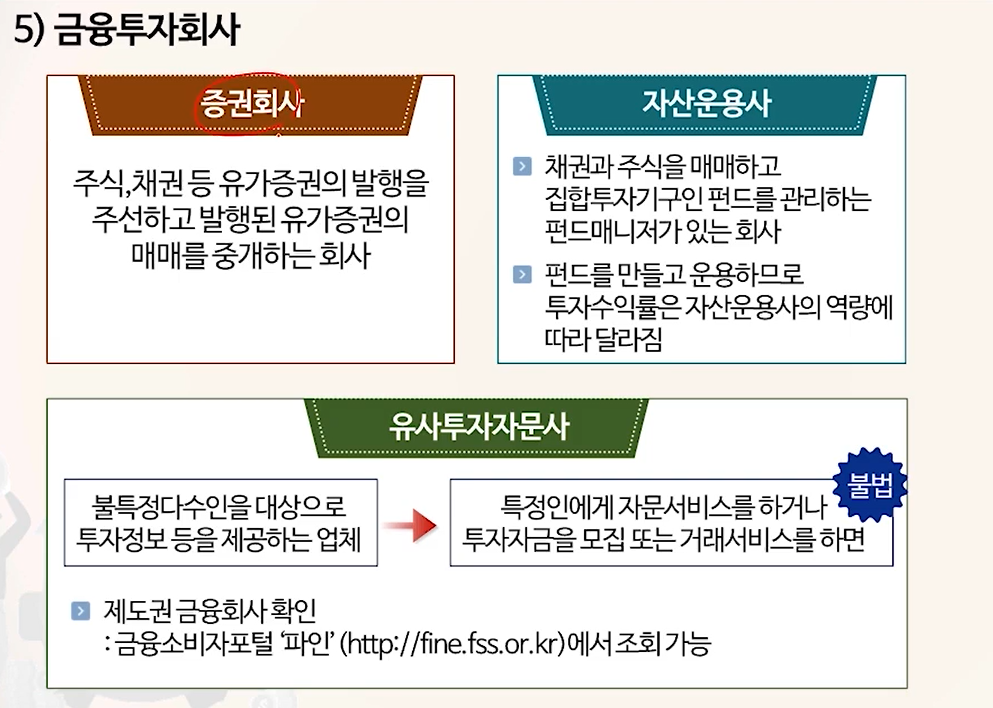 5) 금융투자회사
증권회사
주식,채권 등 유가증권의 발행을
주선하고 발행된 유가증권의
매매를 중개하는 회사
자산운용사
채권과 주식을 매매하고
집합투자기구인 펀드를 관리하는
펀드매니저가 있는 회사
펀드를 만들고 운용하므로
투자수익률은 자산운용사의 역량에
따라 달라짐
유사투자자문사
불특정다수인을 대상으로
투자정보 등을 제공하는 업체
불법
특정인에게 자문서비스를 하거나
투자자금을 모집 또는 거래서비스를 하면
제도권 금융회사 확인
: 금융소비자포털 ‘파인’ (http://fine.fss.or.kr)에서 조회 가능